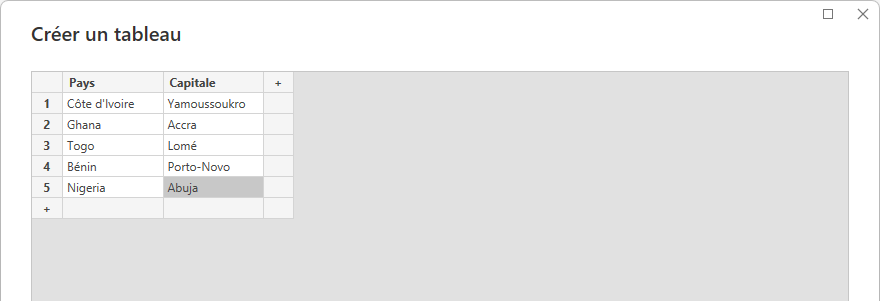 Créer un tableau
Pays Capitale +
1 Côte d'Ivoire Yamoussoukro
2 Ghana Accra
3 Togo Lomé
4 Bénin Porto-Novo
5 Nigeria Abuja
+